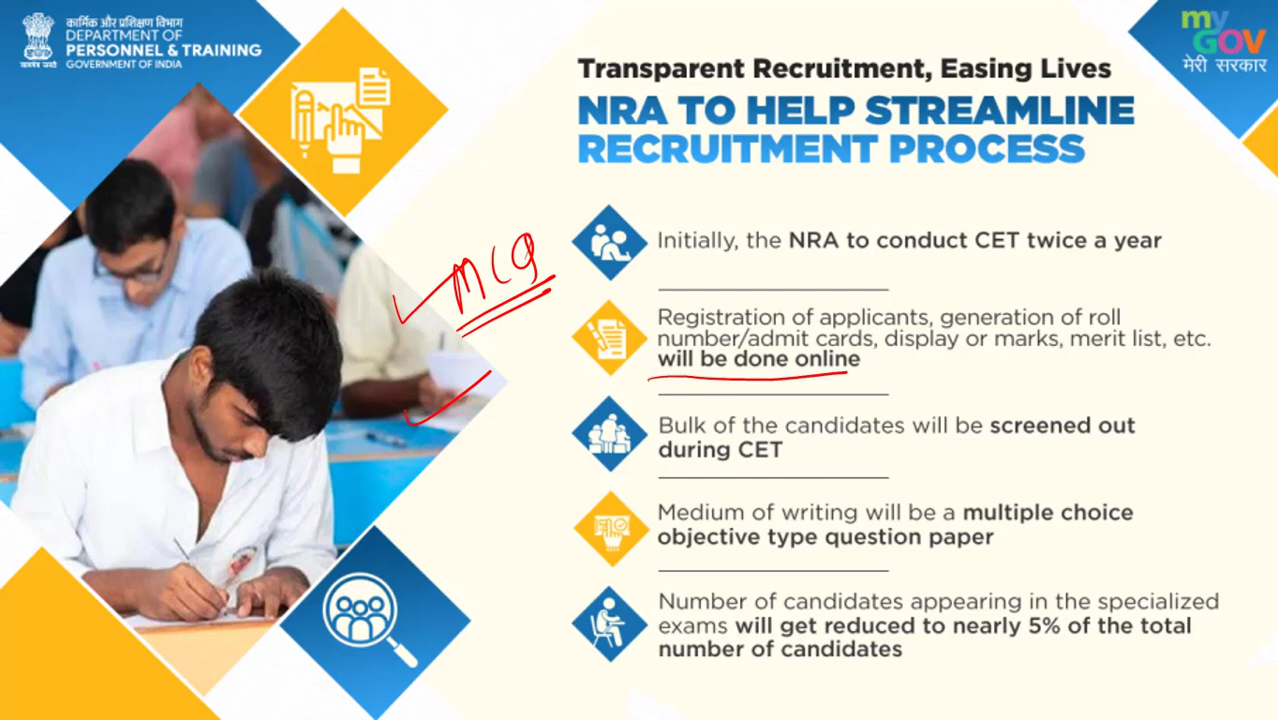 कार्मिक और प्रशिक्षण विभाग
DEPARTMENT OF
PERSONNEL & TRAINING
GOVERNMENT OF INDIA
सत्यमेव जयते
my
GOV
मेरी सरकार
Transparent Recruitment, Easing Lives
NRA TO HELP STREAMLINE
RECRUITMENT PROCESS
Initially, the NRA to conduct CET twice a year
MCQ
Registration of applicants, generation of roll
number/admit cards, display or marks, merit list, etc.
will be done online
Bulk of the candidates will be screened out
during CET
Medium of writing will be a multiple choice
objective type question paper
Number of candidates appearing in the specialized
exams will get reduced to nearly 5% of the total
number of candidates